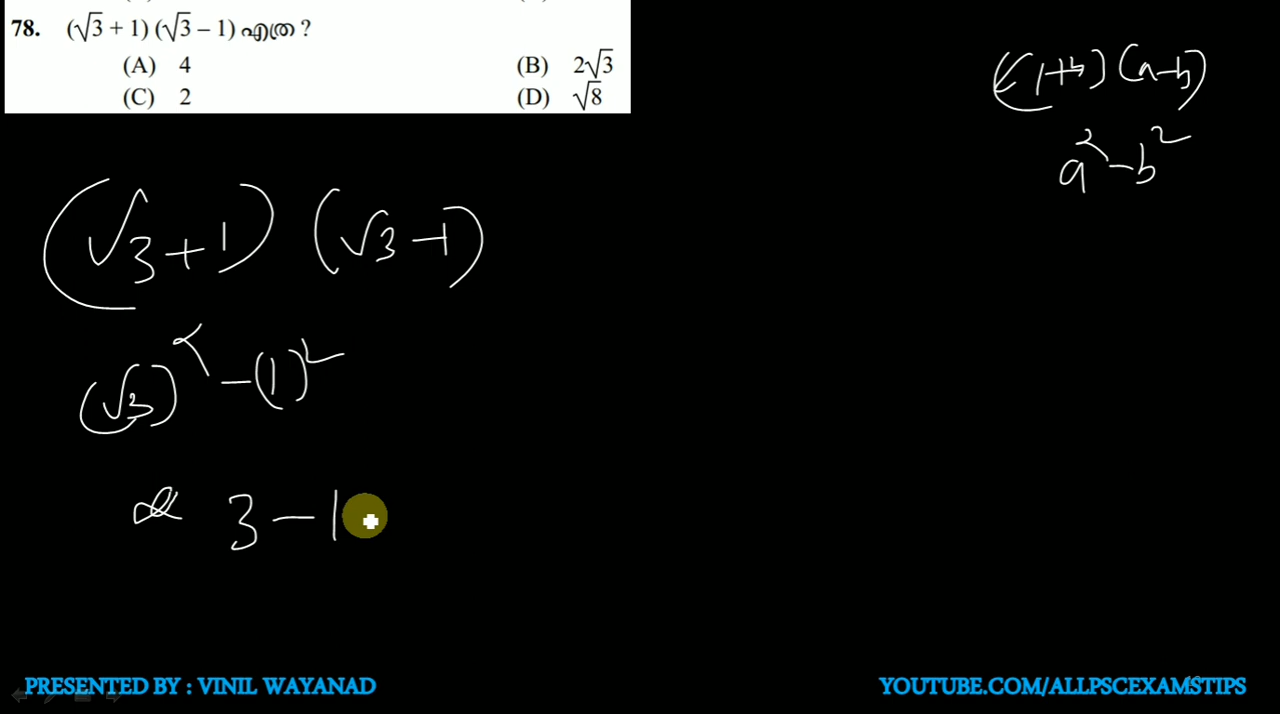 78. (√3 + 1) (√3 – 1) എത്ര ?
(A) 4 (B) 2√3
(C) 2 (D) √8
(a-b)
a² - b²
(√3 + 1) (√3 - 1)
(√3)² - (1)²
3 - 1
PRESENTED BY : VINIL WAYANAD
YOUTUBE.COM/ALLPSCEXAMSTIPS